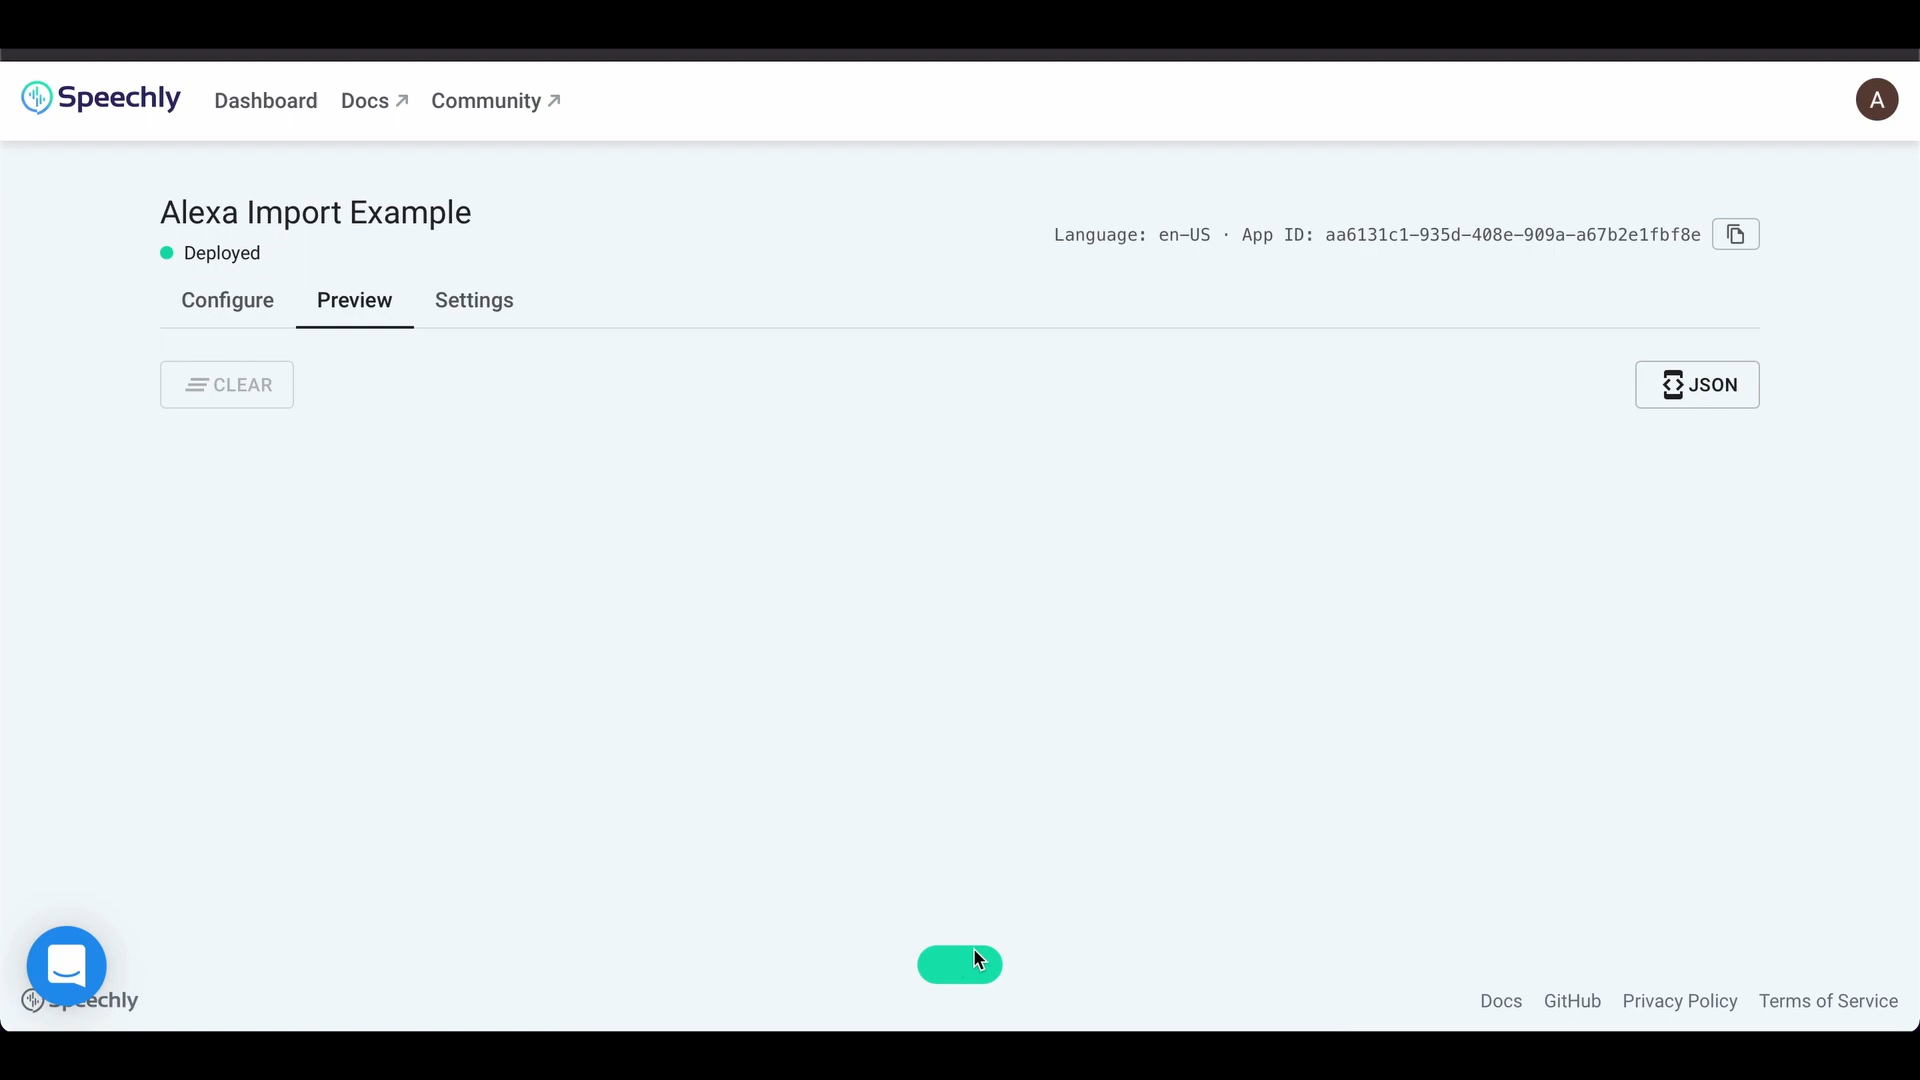 Speechly Dashboard Docs Community A
Alexa Import Example
Language: en-US · App ID: aa6131c1-935d-408e-909a-a67b2e1fbf8e
Deployed
Configure Preview Settings
CLEAR JSON
Speechly Docs GitHub Privacy Policy Terms of Service